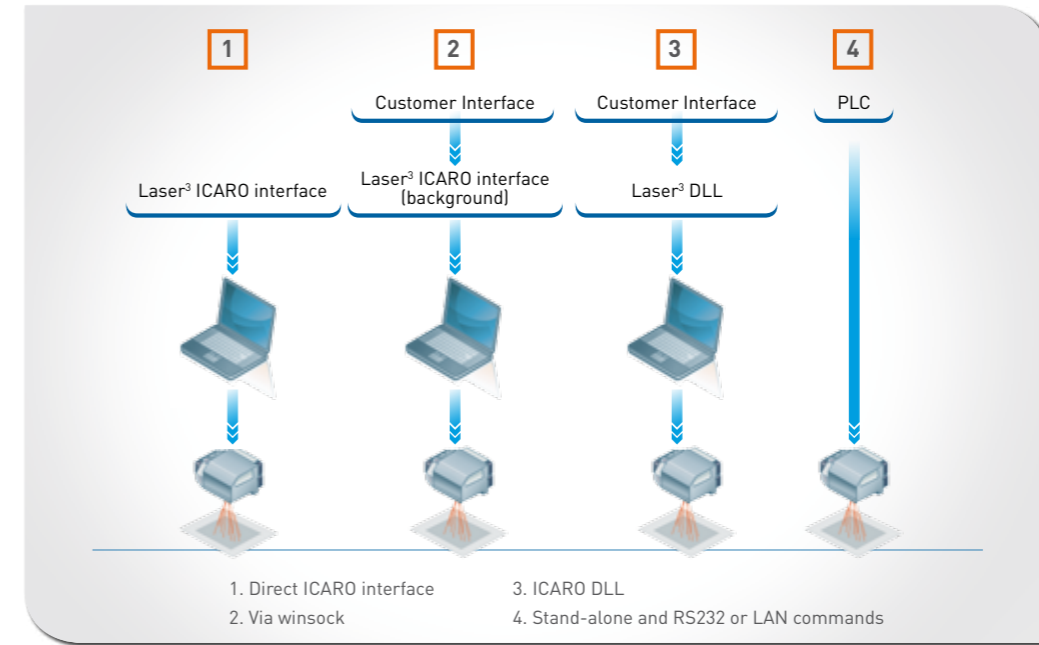 1 2 3 4
Customer Interface Customer Interface PLC
Laser³ ICARO interface
Laser³ ICARO interface
(background)
Laser³ DLL
1. Direct ICARO interface
2. Via winsock
3. ICARO DLL
4. Stand-alone and RS232 or LAN commands